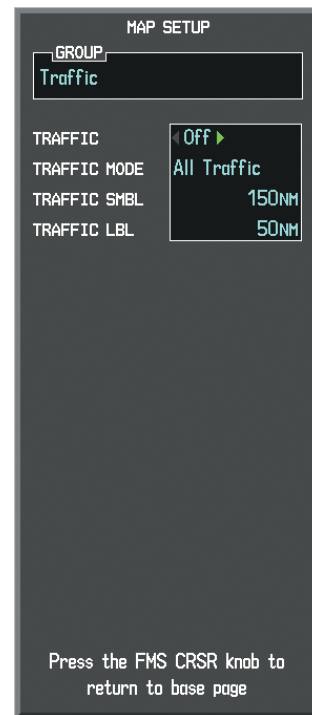 MAP SETUP
GROUP
Traffic
TRAFFIC Off
TRAFFIC MODE All Traffic
TRAFFIC SMBL 150NM
TRAFFIC LBL 50NM
Press the FMS CRSR knob to
return to base page